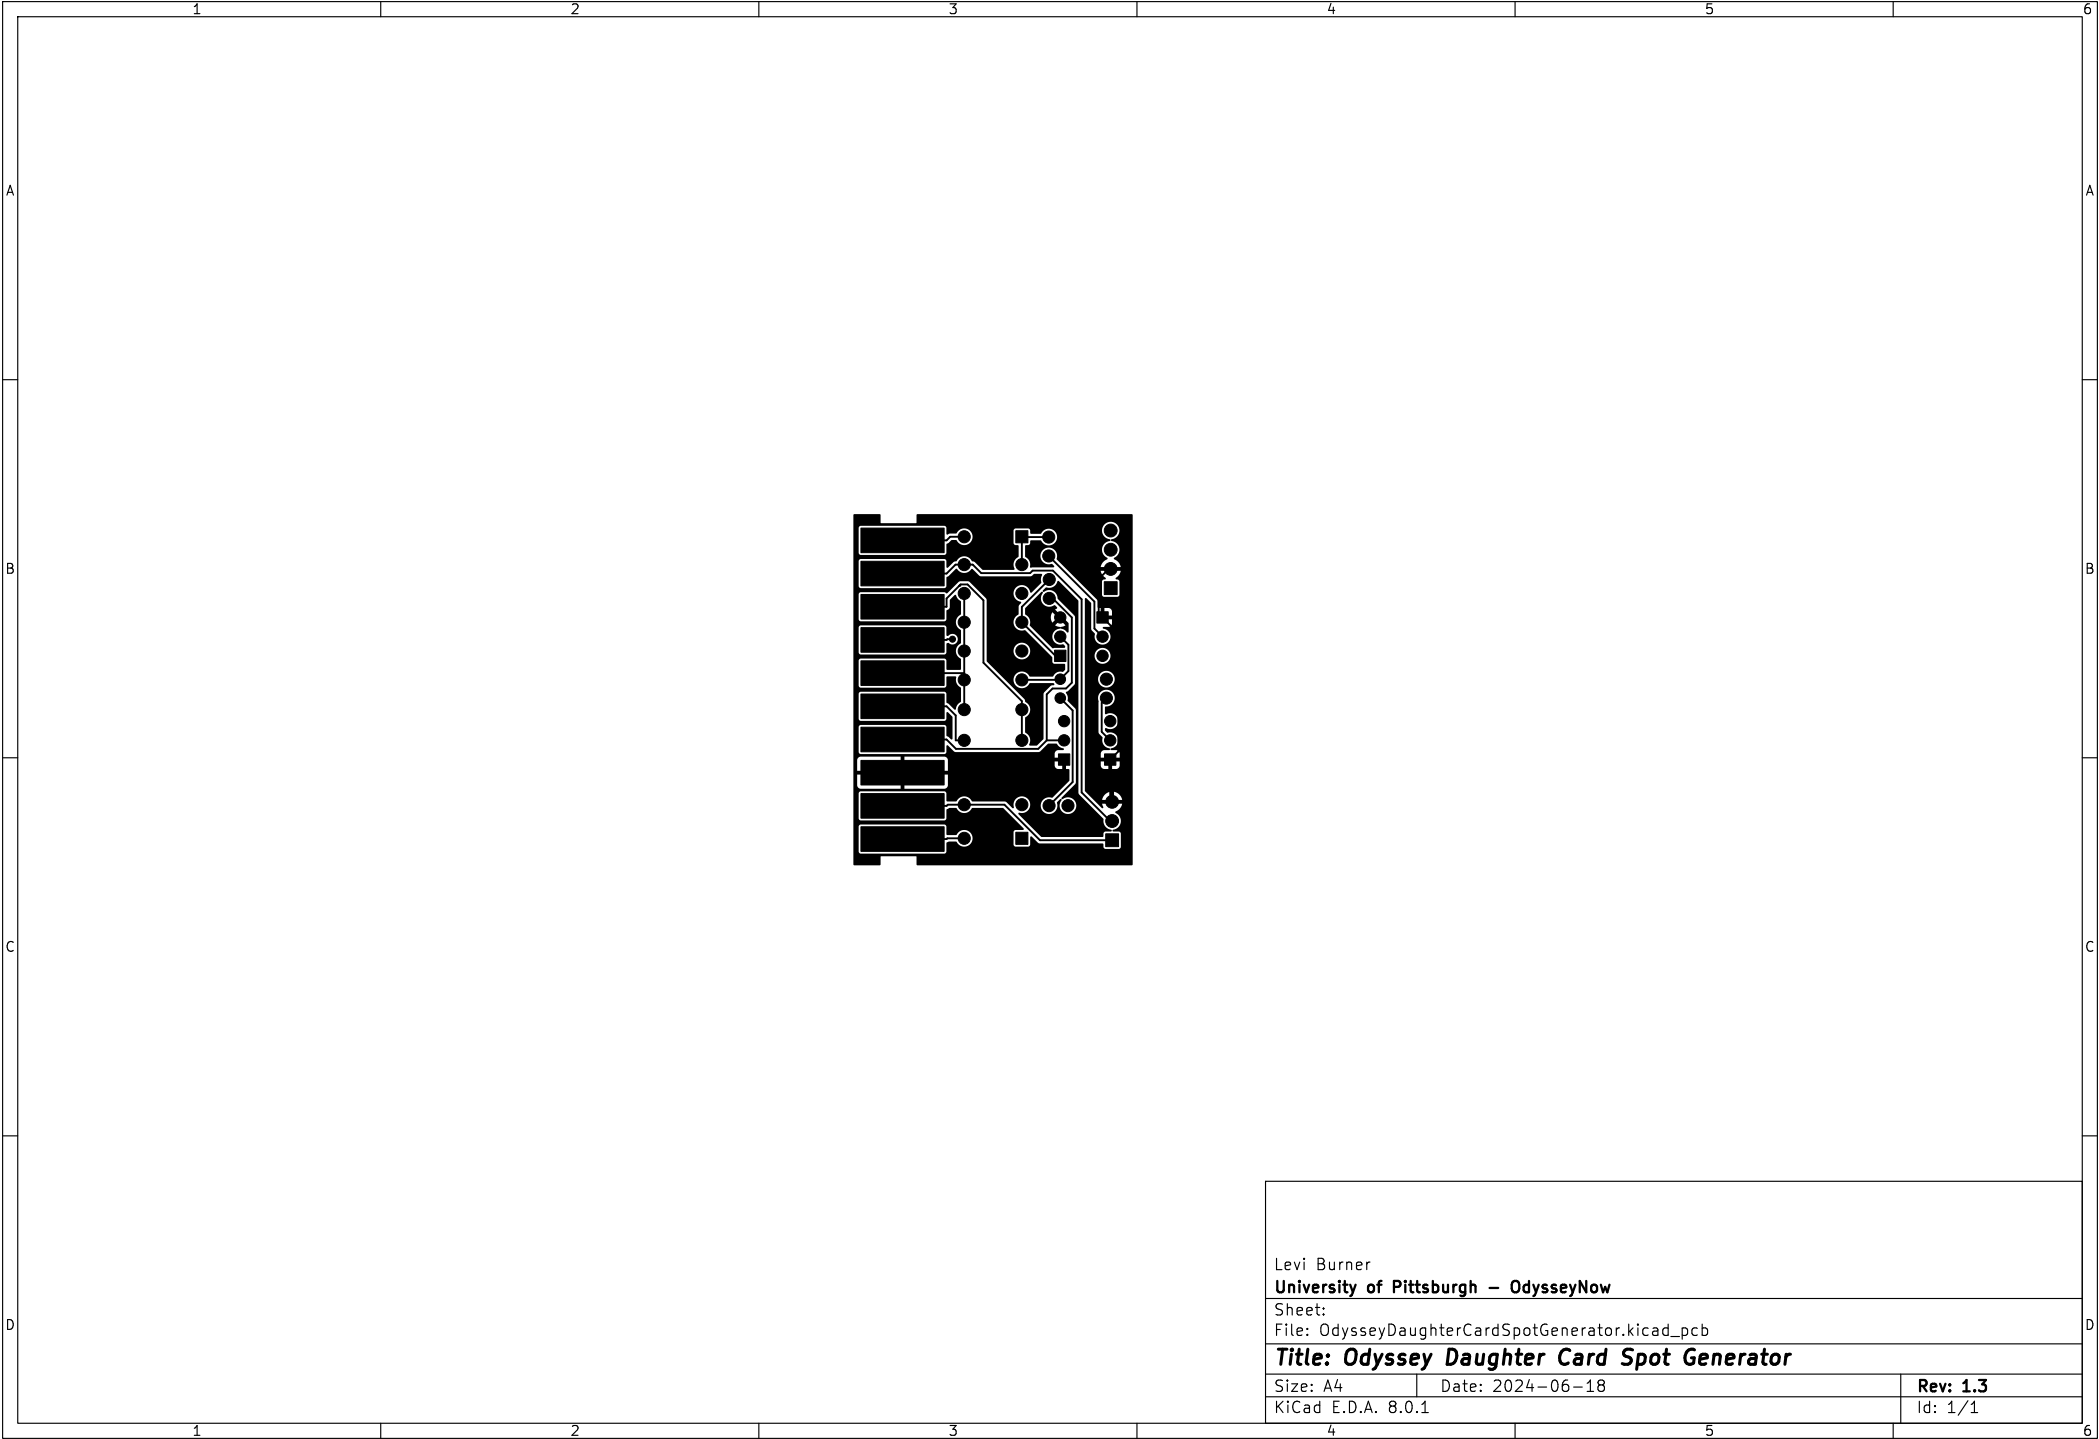 1 2 3 4 5 6
A A
B B
C C
D D
Levi Burner
University of Pittsburgh – OdysseyNow
Sheet:
File: OdysseyDaughterCardSpotGenerator.kicad_pcb
Title: Odyssey Daughter Card Spot Generator
Size: A4 Date: 2024–06–18 Rev: 1.3
KiCad E.D.A. 8.0.1 Id: 1/1
1 2 3 4 5 6